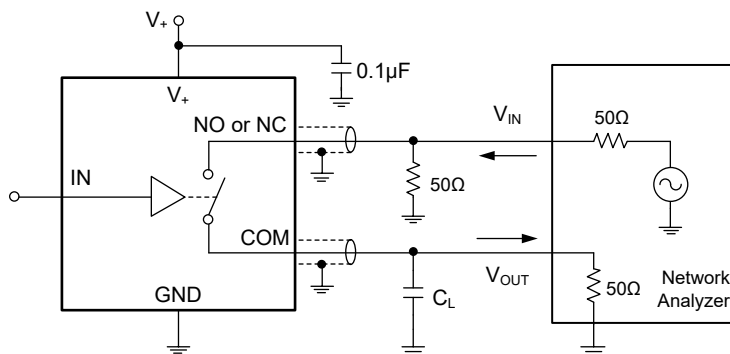 V+
0.1µF
V+
NO or NC
VIN
50Ω
IN
50Ω
COM
VOUT
CL
50Ω
Network
Analyzer
GND